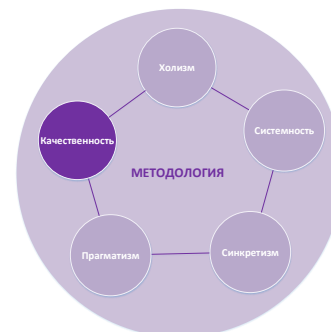 Холизм
Качественность
Системность
МЕТОДОЛОГИЯ
Прагматизм
Синкретизм